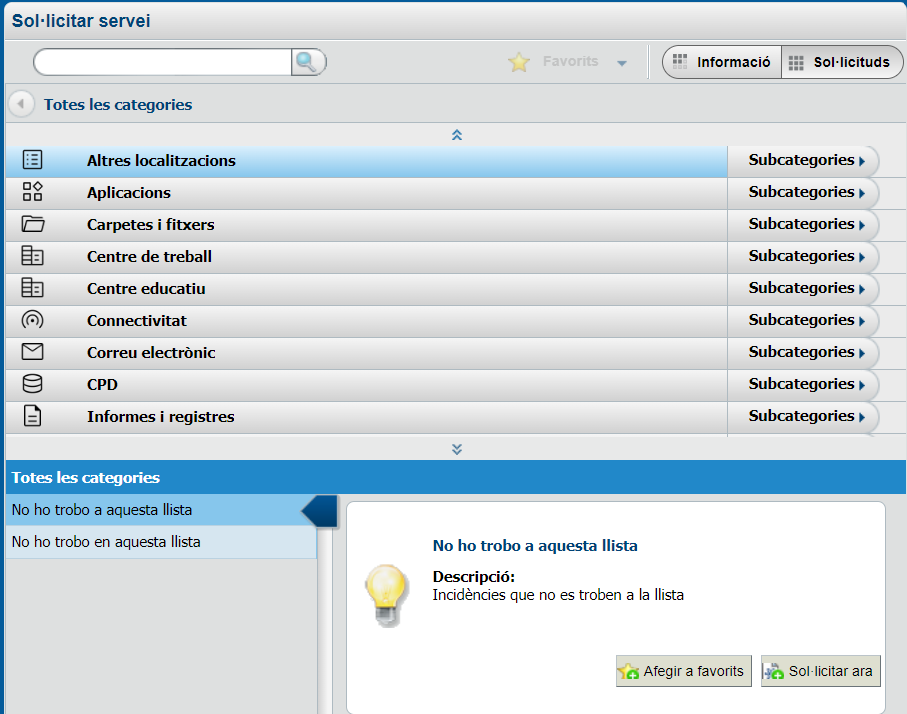 Sol·licitar servei
Favorits
Informació
Sol·licituds
Totes les categories
Altres localitzacions Subcategories
Aplicacions Subcategories
Carpetes i fitxers Subcategories
Centre de treball Subcategories
Centre educatiu Subcategories
Connectivitat Subcategories
Correu electrònic Subcategories
CPD Subcategories
Informes i registres Subcategories
Totes les categories
No ho trobo a aquesta llista
No ho trobo en aquesta llista
No ho trobo a aquesta llista
Descripció:
Incidències que no es troben a la llista
Afegir a favorits
Sol·licitar ara